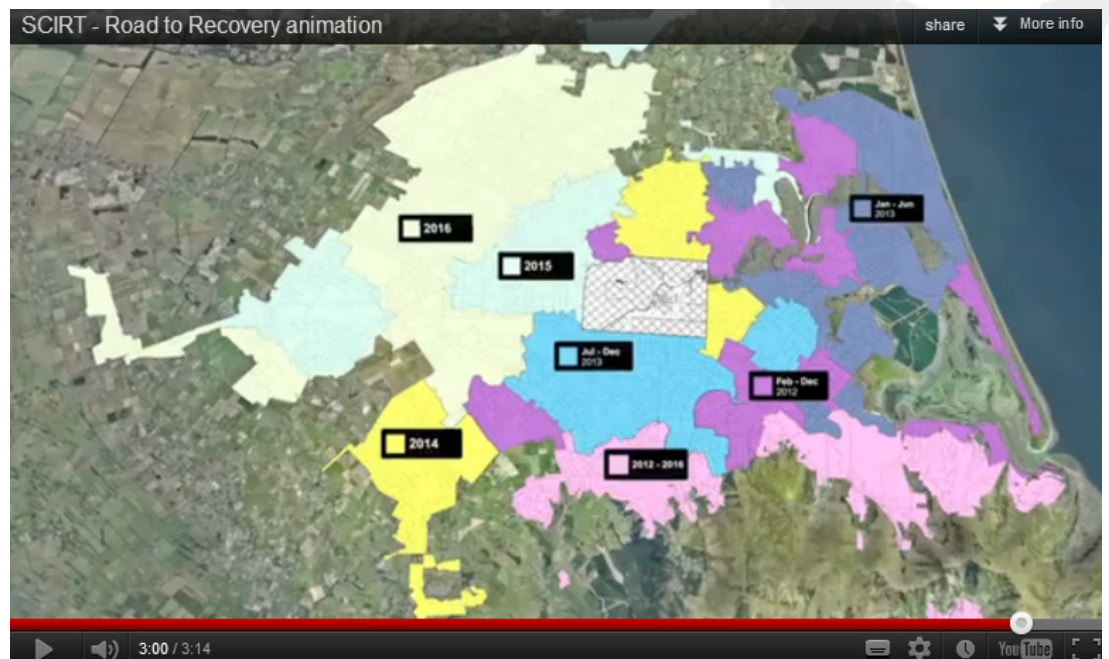 SCIRT - Road to Recovery animation
share
More info
Jan - Jun
2013
2016
2015
Jul - Dec
2013
Feb - Dec
2012
2014
2012 - 2016
3:00 / 3:14
YouTube